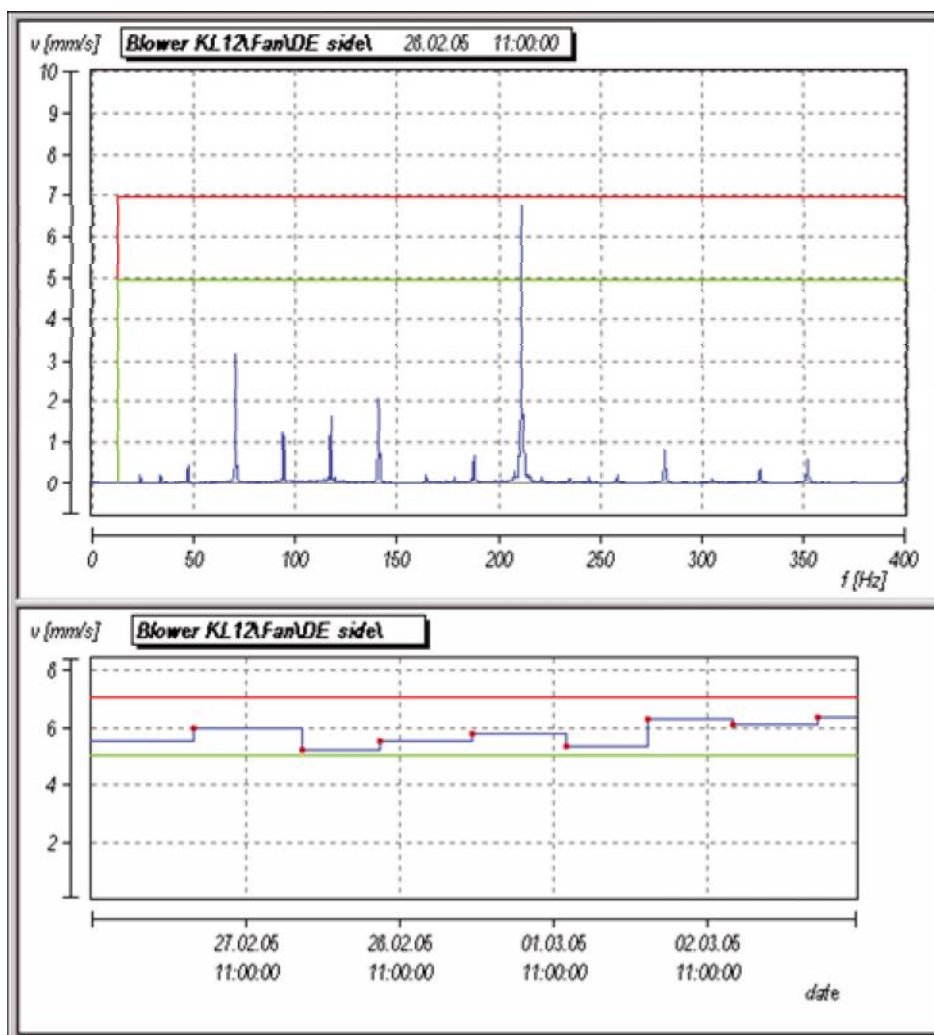 v [mm/s] Blower KL12\Fan\DE side\ 28.02.05 11:00:00
10
9
8
7
6
5
4
3
2
1
0
0 50 100 150 200 250 300 350 400
f [Hz]
v [mm/s] Blower KL12\Fan\DE side\
8
6
4
2
27.02.05 28.02.05 01.03.05 02.03.05
11:00:00 11:00:00 11:00:00 11:00:00
date